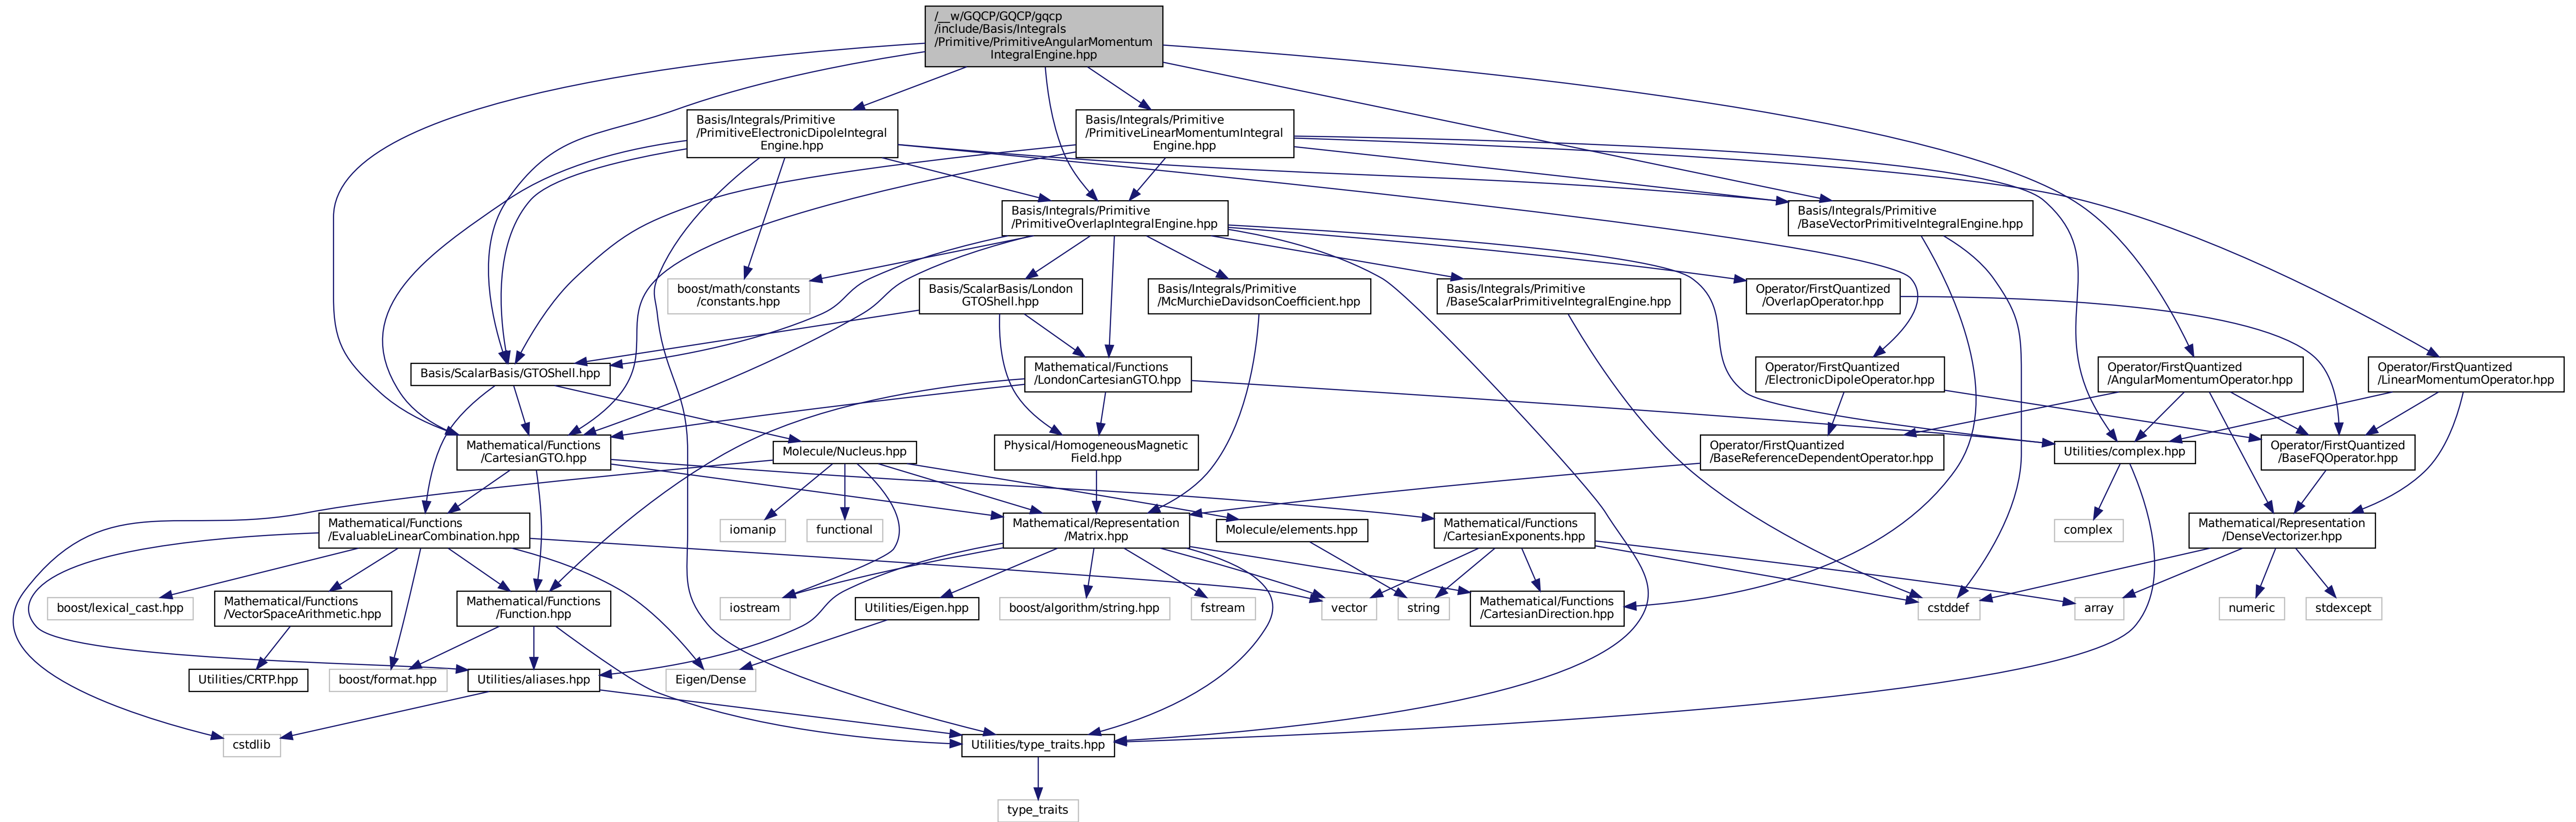 /__w/GQCP/GQCP/gqcp
/include/Basis/Integrals
/Primitive/PrimitiveAngularMomentum
IntegralEngine.hpp
Basis/Integrals/Primitive
/PrimitiveElectronicDipoleIntegral
Engine.hpp
Basis/Integrals/Primitive
/PrimitiveLinearMomentumIntegral
Engine.hpp
Basis/Integrals/Primitive
/PrimitiveOverlapIntegralEngine.hpp
Basis/Integrals/Primitive
/BaseVectorPrimitiveIntegralEngine.hpp
boost/math/constants
/constants.hpp
Basis/ScalarBasis/London
GTOShell.hpp
Basis/Integrals/Primitive
/McMurchieDavidsonCoefficient.hpp
Basis/Integrals/Primitive
/BaseScalarPrimitiveIntegralEngine.hpp
Operator/FirstQuantized
/OverlapOperator.hpp
Basis/ScalarBasis/GTOShell.hpp
Mathematical/Functions
/LondonCartesianGTO.hpp
Operator/FirstQuantized
/ElectronicDipoleOperator.hpp
Operator/FirstQuantized
/AngularMomentumOperator.hpp
Operator/FirstQuantized
/LinearMomentumOperator.hpp
Mathematical/Functions
/CartesianGTO.hpp
Molecule/Nucleus.hpp
Physical/HomogeneousMagnetic
Field.hpp
Operator/FirstQuantized
/BaseReferenceDependentOperator.hpp
Utilities/complex.hpp
Operator/FirstQuantized
/BaseFQOperator.hpp
Mathematical/Functions
/EvaluableLinearCombination.hpp
iomanip
functional
Mathematical/Representation
/Matrix.hpp
Molecule/elements.hpp
Mathematical/Functions
/CartesianExponents.hpp
complex
Mathematical/Representation
/DenseVectorizer.hpp
boost/lexical_cast.hpp
Mathematical/Functions
/VectorSpaceArithmetic.hpp
Mathematical/Functions
/Function.hpp
iostream
Utilities/Eigen.hpp
boost/algorithm/string.hpp
fstream
vector
string
Mathematical/Functions
/CartesianDirection.hpp
cstddef
array
numeric
stdexcept
Utilities/CRTP.hpp
boost/format.hpp
Utilities/aliases.hpp
Eigen/Dense
cstdlib
Utilities/type_traits.hpp
type_traits